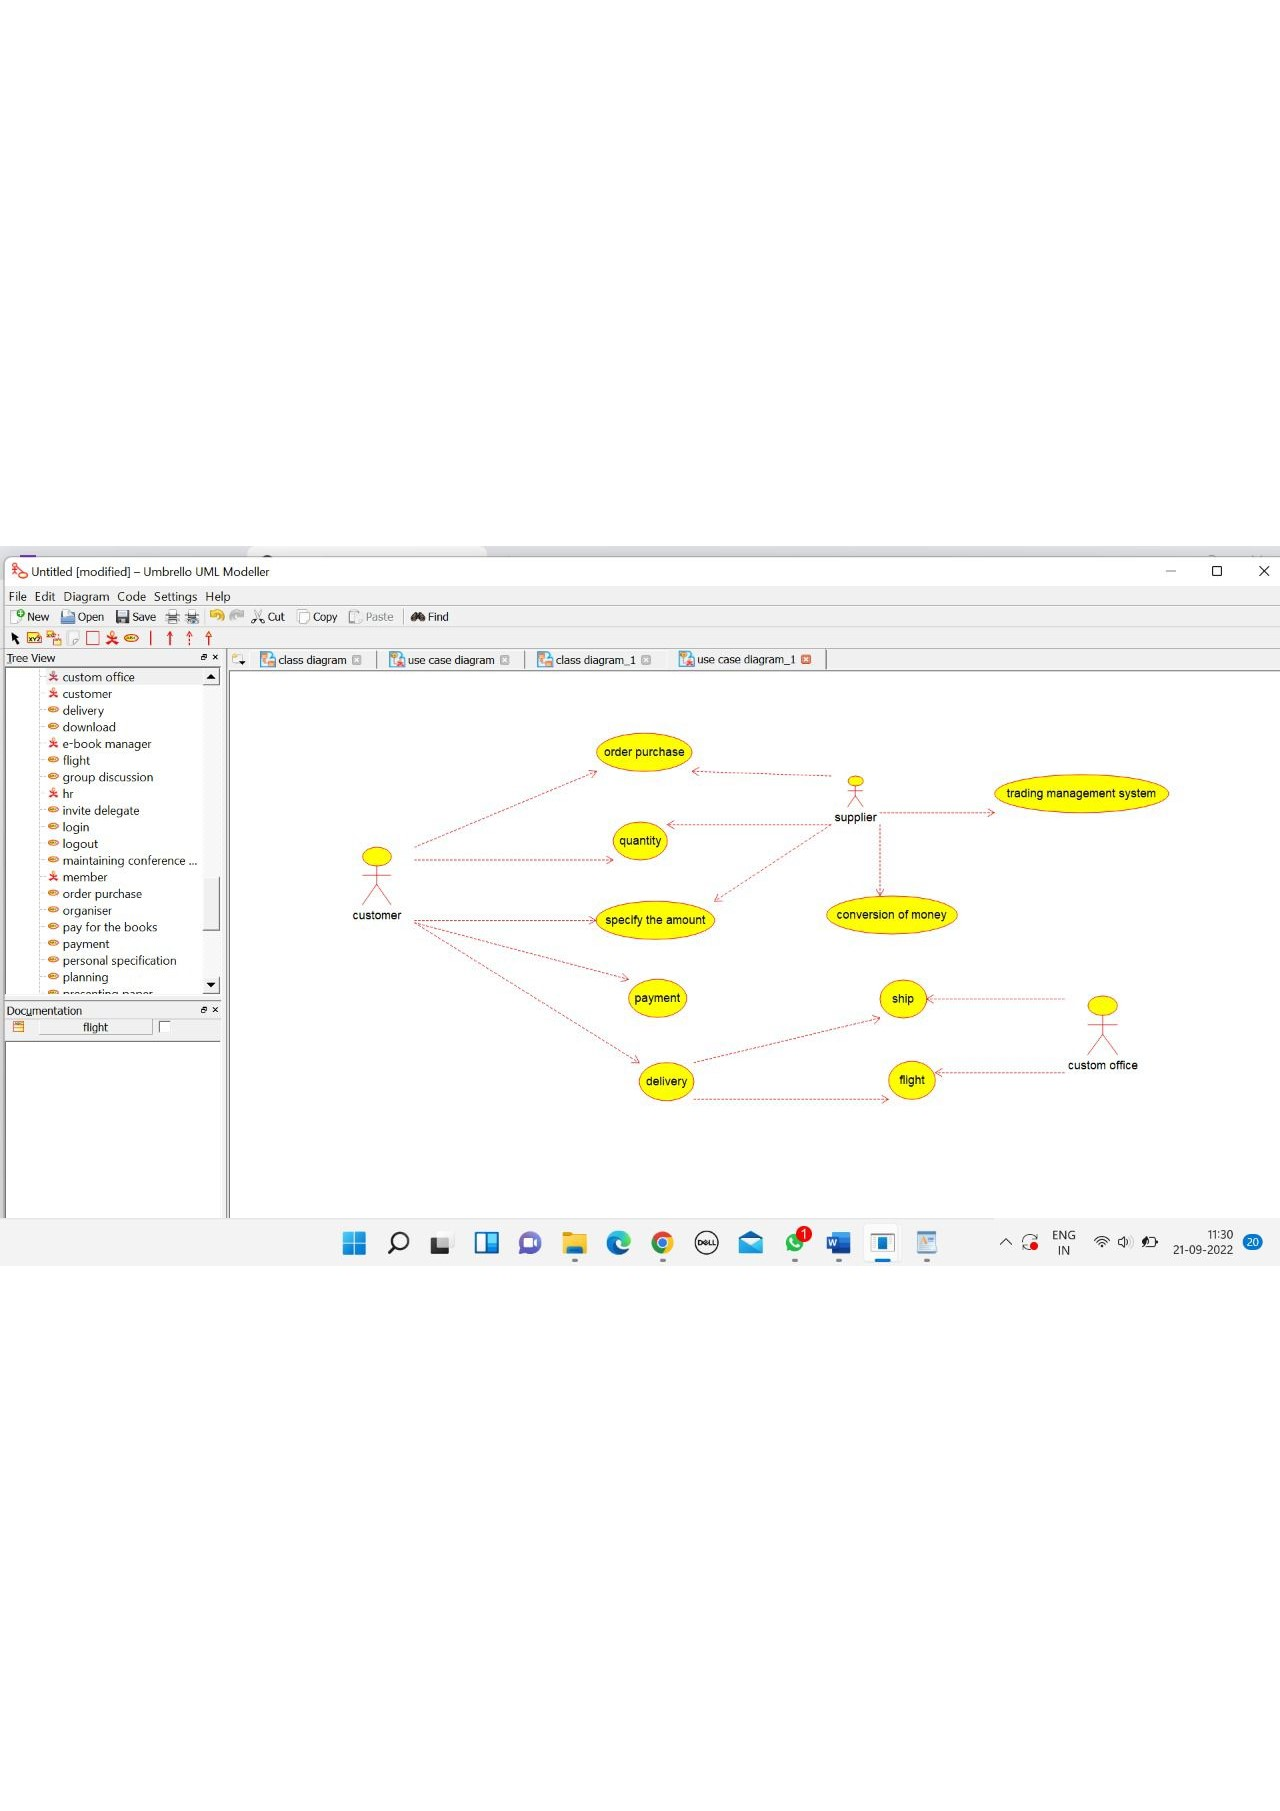 Untitled [modified] – Umbrello UML Modeller
File Edit Diagram Code Settings Help
New Open Save Cut Copy Paste Find
Tree View
class diagram use case diagram class diagram_1 use case diagram_1
custom office
customer
delivery
download
e-book manager
flight
group discussion
hr
invite delegate
login
logout
maintaining conference ...
member
order purchase
organiser
pay for the books
payment
personal specification
planning
presenting paper
Documentation
flight
order purchase
trading management system
supplier
quantity
customer
specify the amount
conversion of money
payment
ship
custom office
delivery
flight
DELL
1
W
ENG
IN
11:30
21-09-2022
20